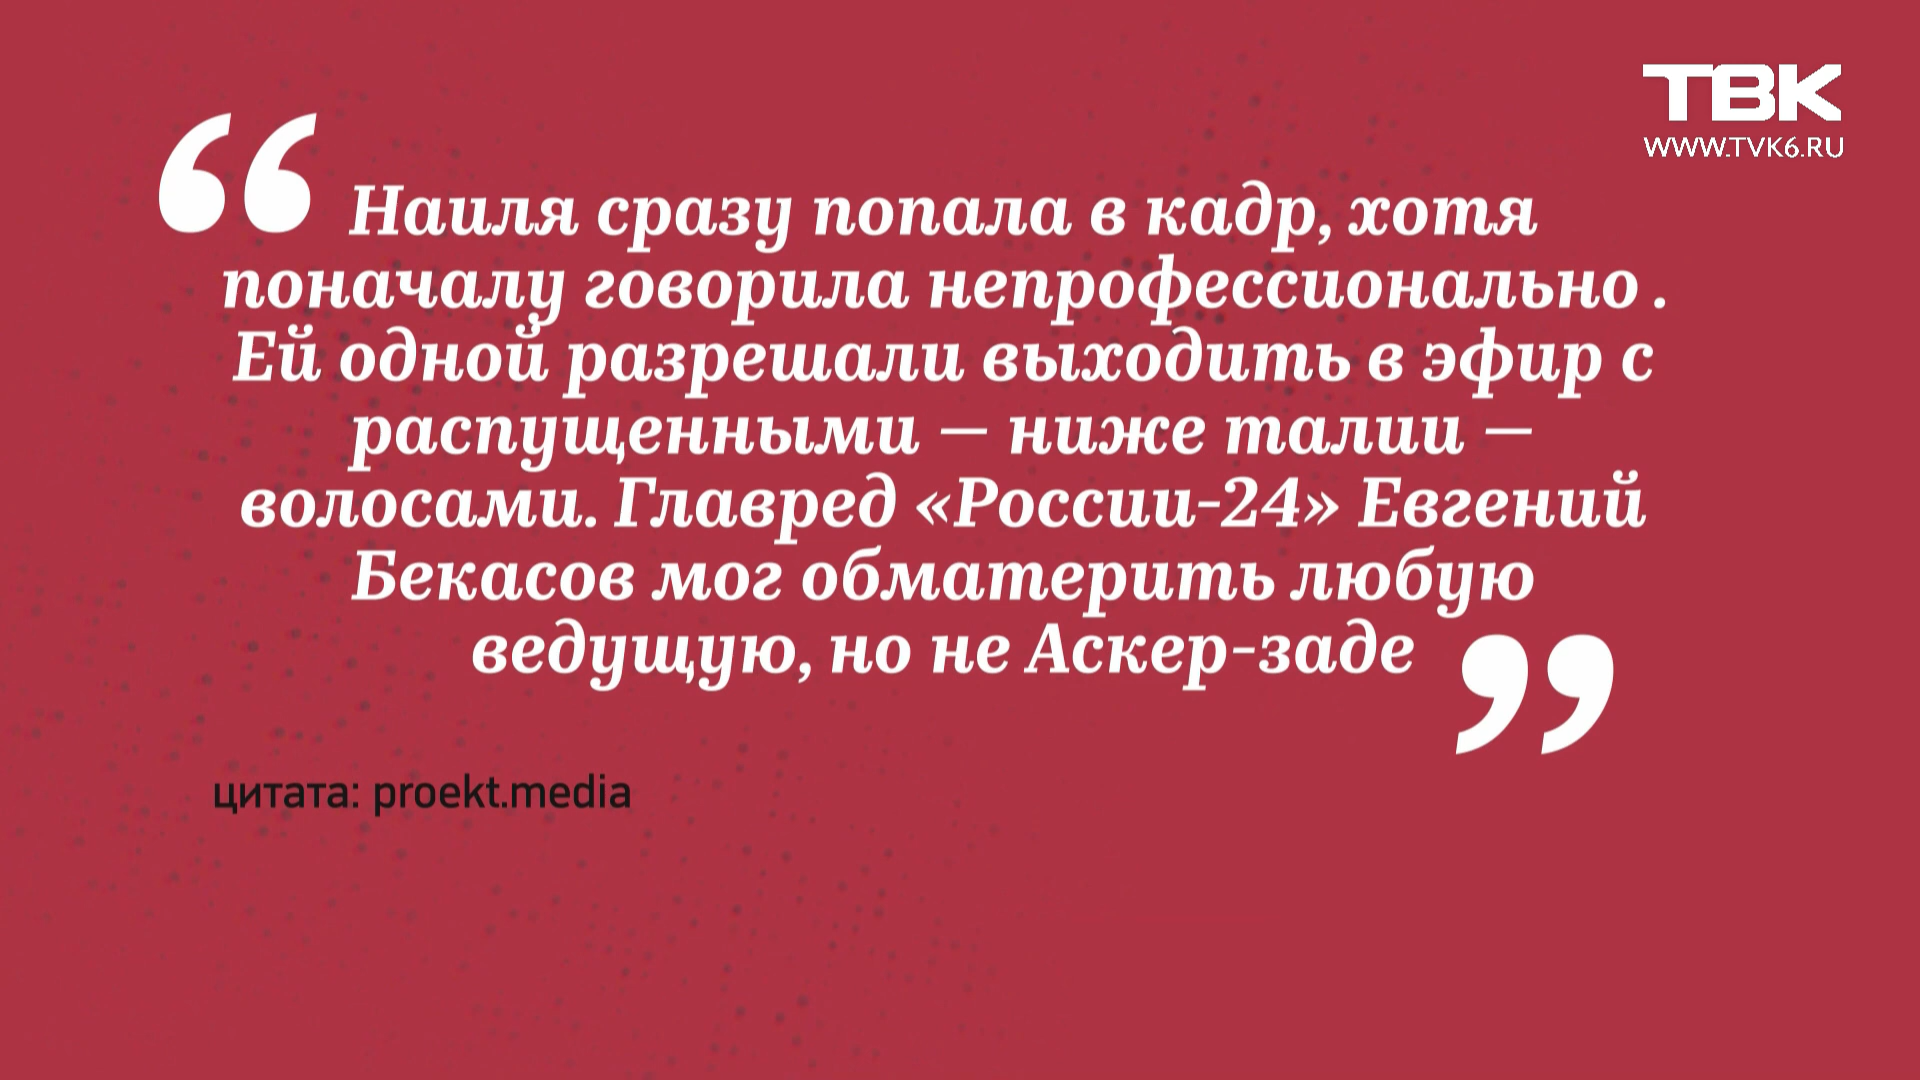 ТВК
WWW.TVK6.RU
“ Наиля сразу попала в кадр, хотя
поначалу говорила непрофессионально .
Ей одной разрешали выходить в эфир с
распущенными — ниже талии —
волосами. Главред «России-24» Евгений
Бекасов мог обматерить любую
ведущую, но не Аскер-заде ”
цитата: proekt.media